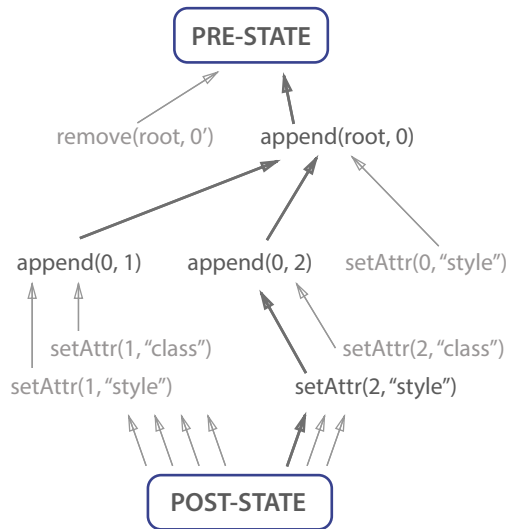 PRE-STATE
remove(root, 0’) append(root, 0)
append(0, 1) append(0, 2) setAttr(0, “style”)
setAttr(1, “class”) setAttr(2, “class”)
setAttr(1, “style”) setAttr(2, “style”)
POST-STATE